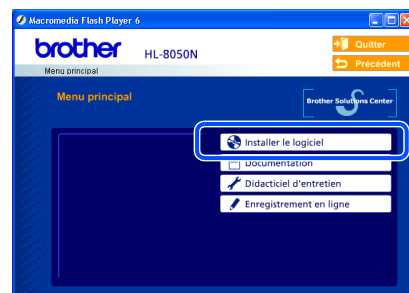 Macromedia Flash Player 6
brother
HL-8050N
Quitter
Précédent
Menu principal
Menu principal
Brother Solutions Center
Installer le logiciel
Documentation
Didacticiel d'entretien
Enregistrement en ligne